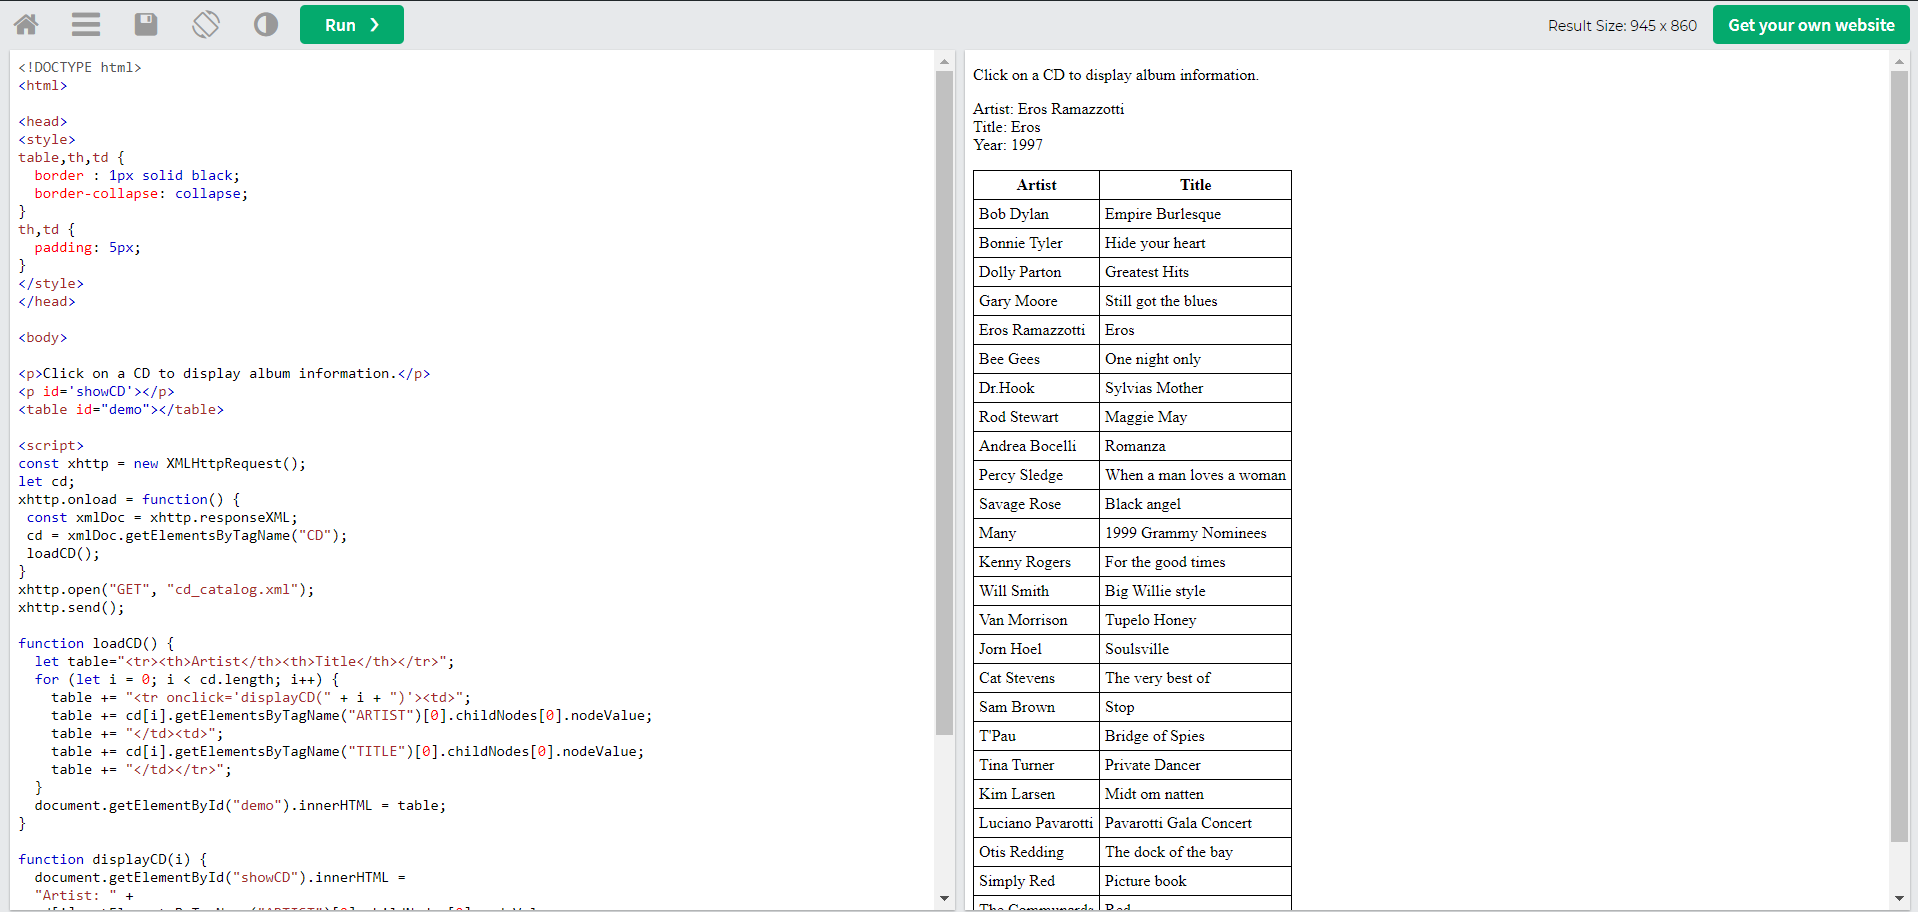 Run ❯
Result Size: 945 x 860
Get your own website
<!DOCTYPE html>
<html>
<head>
<style>
table,th,td {
  border : 1px solid black;
  border-collapse: collapse;
}
th,td {
  padding: 5px;
}
</style>
</head>
<body>
<p>Click on a CD to display album information.</p>
<p id='showCD'></p>
<table id="demo"></table>
<script>
const xhttp = new XMLHttpRequest();
let cd;
xhttp.onload = function() {
 const xmlDoc = xhttp.responseXML;
 cd = xmlDoc.getElementsByTagName("CD");
 loadCD();
}
xhttp.open("GET", "cd_catalog.xml");
xhttp.send();
function loadCD() {
  let table="<tr><th>Artist</th><th>Title</th></tr>";
  for (let i = 0; i < cd.length; i++) {
    table += "<tr onclick='displayCD(" + i + ")'><td>";
    table += cd[i].getElementsByTagName("ARTIST")[0].childNodes[0].nodeValue;
    table += "</td><td>";
    table += cd[i].getElementsByTagName("TITLE")[0].childNodes[0].nodeValue;
    table += "</td></tr>";
  }
  document.getElementById("demo").innerHTML = table;
}
function displayCD(i) {
  document.getElementById("showCD").innerHTML =
  "Artist: " +
Click on a CD to display album information.
Artist: Eros Ramazzotti
Title: Eros
Year: 1997
Artist Title
Bob Dylan Empire Burlesque
Bonnie Tyler Hide your heart
Dolly Parton Greatest Hits
Gary Moore Still got the blues
Eros Ramazzotti Eros
Bee Gees One night only
Dr.Hook Sylvias Mother
Rod Stewart Maggie May
Andrea Bocelli Romanza
Percy Sledge When a man loves a woman
Savage Rose Black angel
Many 1999 Grammy Nominees
Kenny Rogers For the good times
Will Smith Big Willie style
Van Morrison Tupelo Honey
Jorn Hoel Soulsville
Cat Stevens The very best of
Sam Brown Stop
T'Pau Bridge of Spies
Tina Turner Private Dancer
Kim Larsen Midt om natten
Luciano Pavarotti Pavarotti Gala Concert
Otis Redding The dock of the bay
Simply Red Picture book
The Communards Red